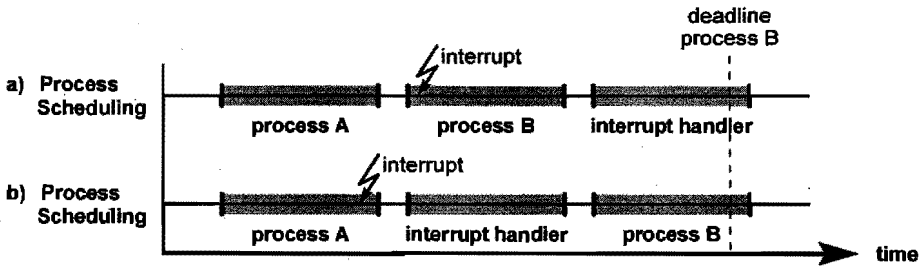 deadline
process B
interrupt
a) Process
Scheduling
process A
process B
interrupt handler
interrupt
b) Process
Scheduling
process A
interrupt handler
process B
time